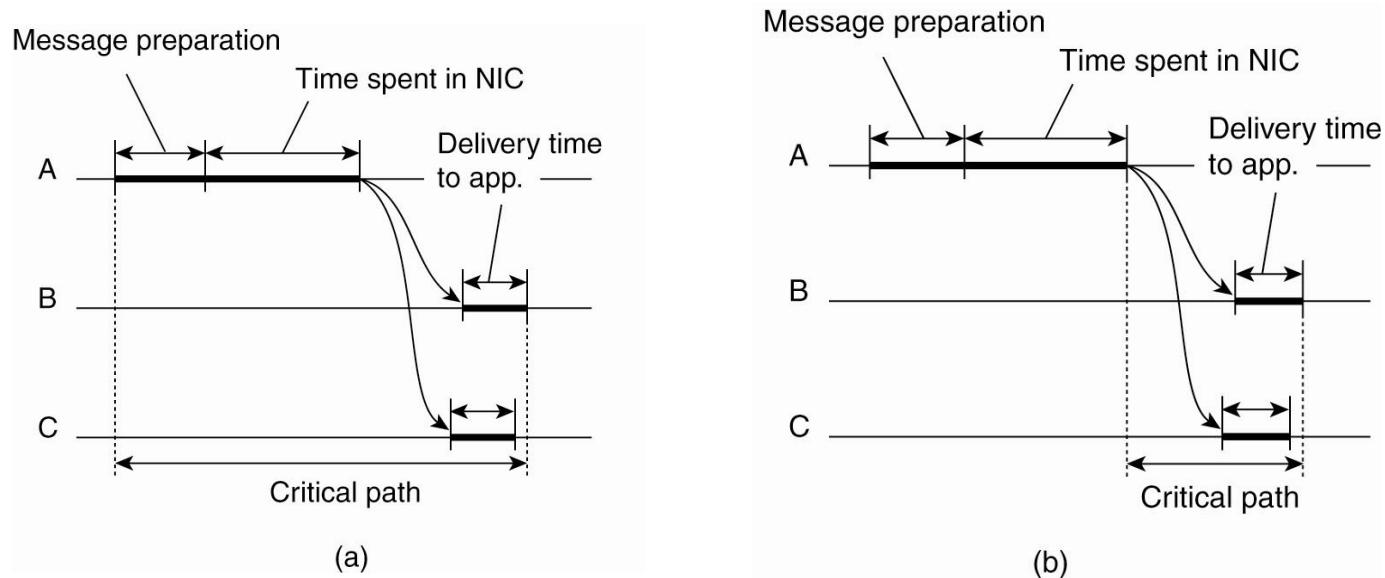 Message preparation
Time spent in NIC
Delivery time
to app.
A
B
C
Critical path
(a)
Message preparation
Time spent in NIC
Delivery time
to app.
A
B
C
Critical path
(b)